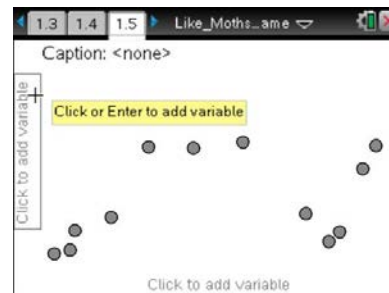 1.3 1.4 1.5 Like_Moths_ame
Caption: <none>
Click to add variable
Click or Enter to add variable
Click to add variable